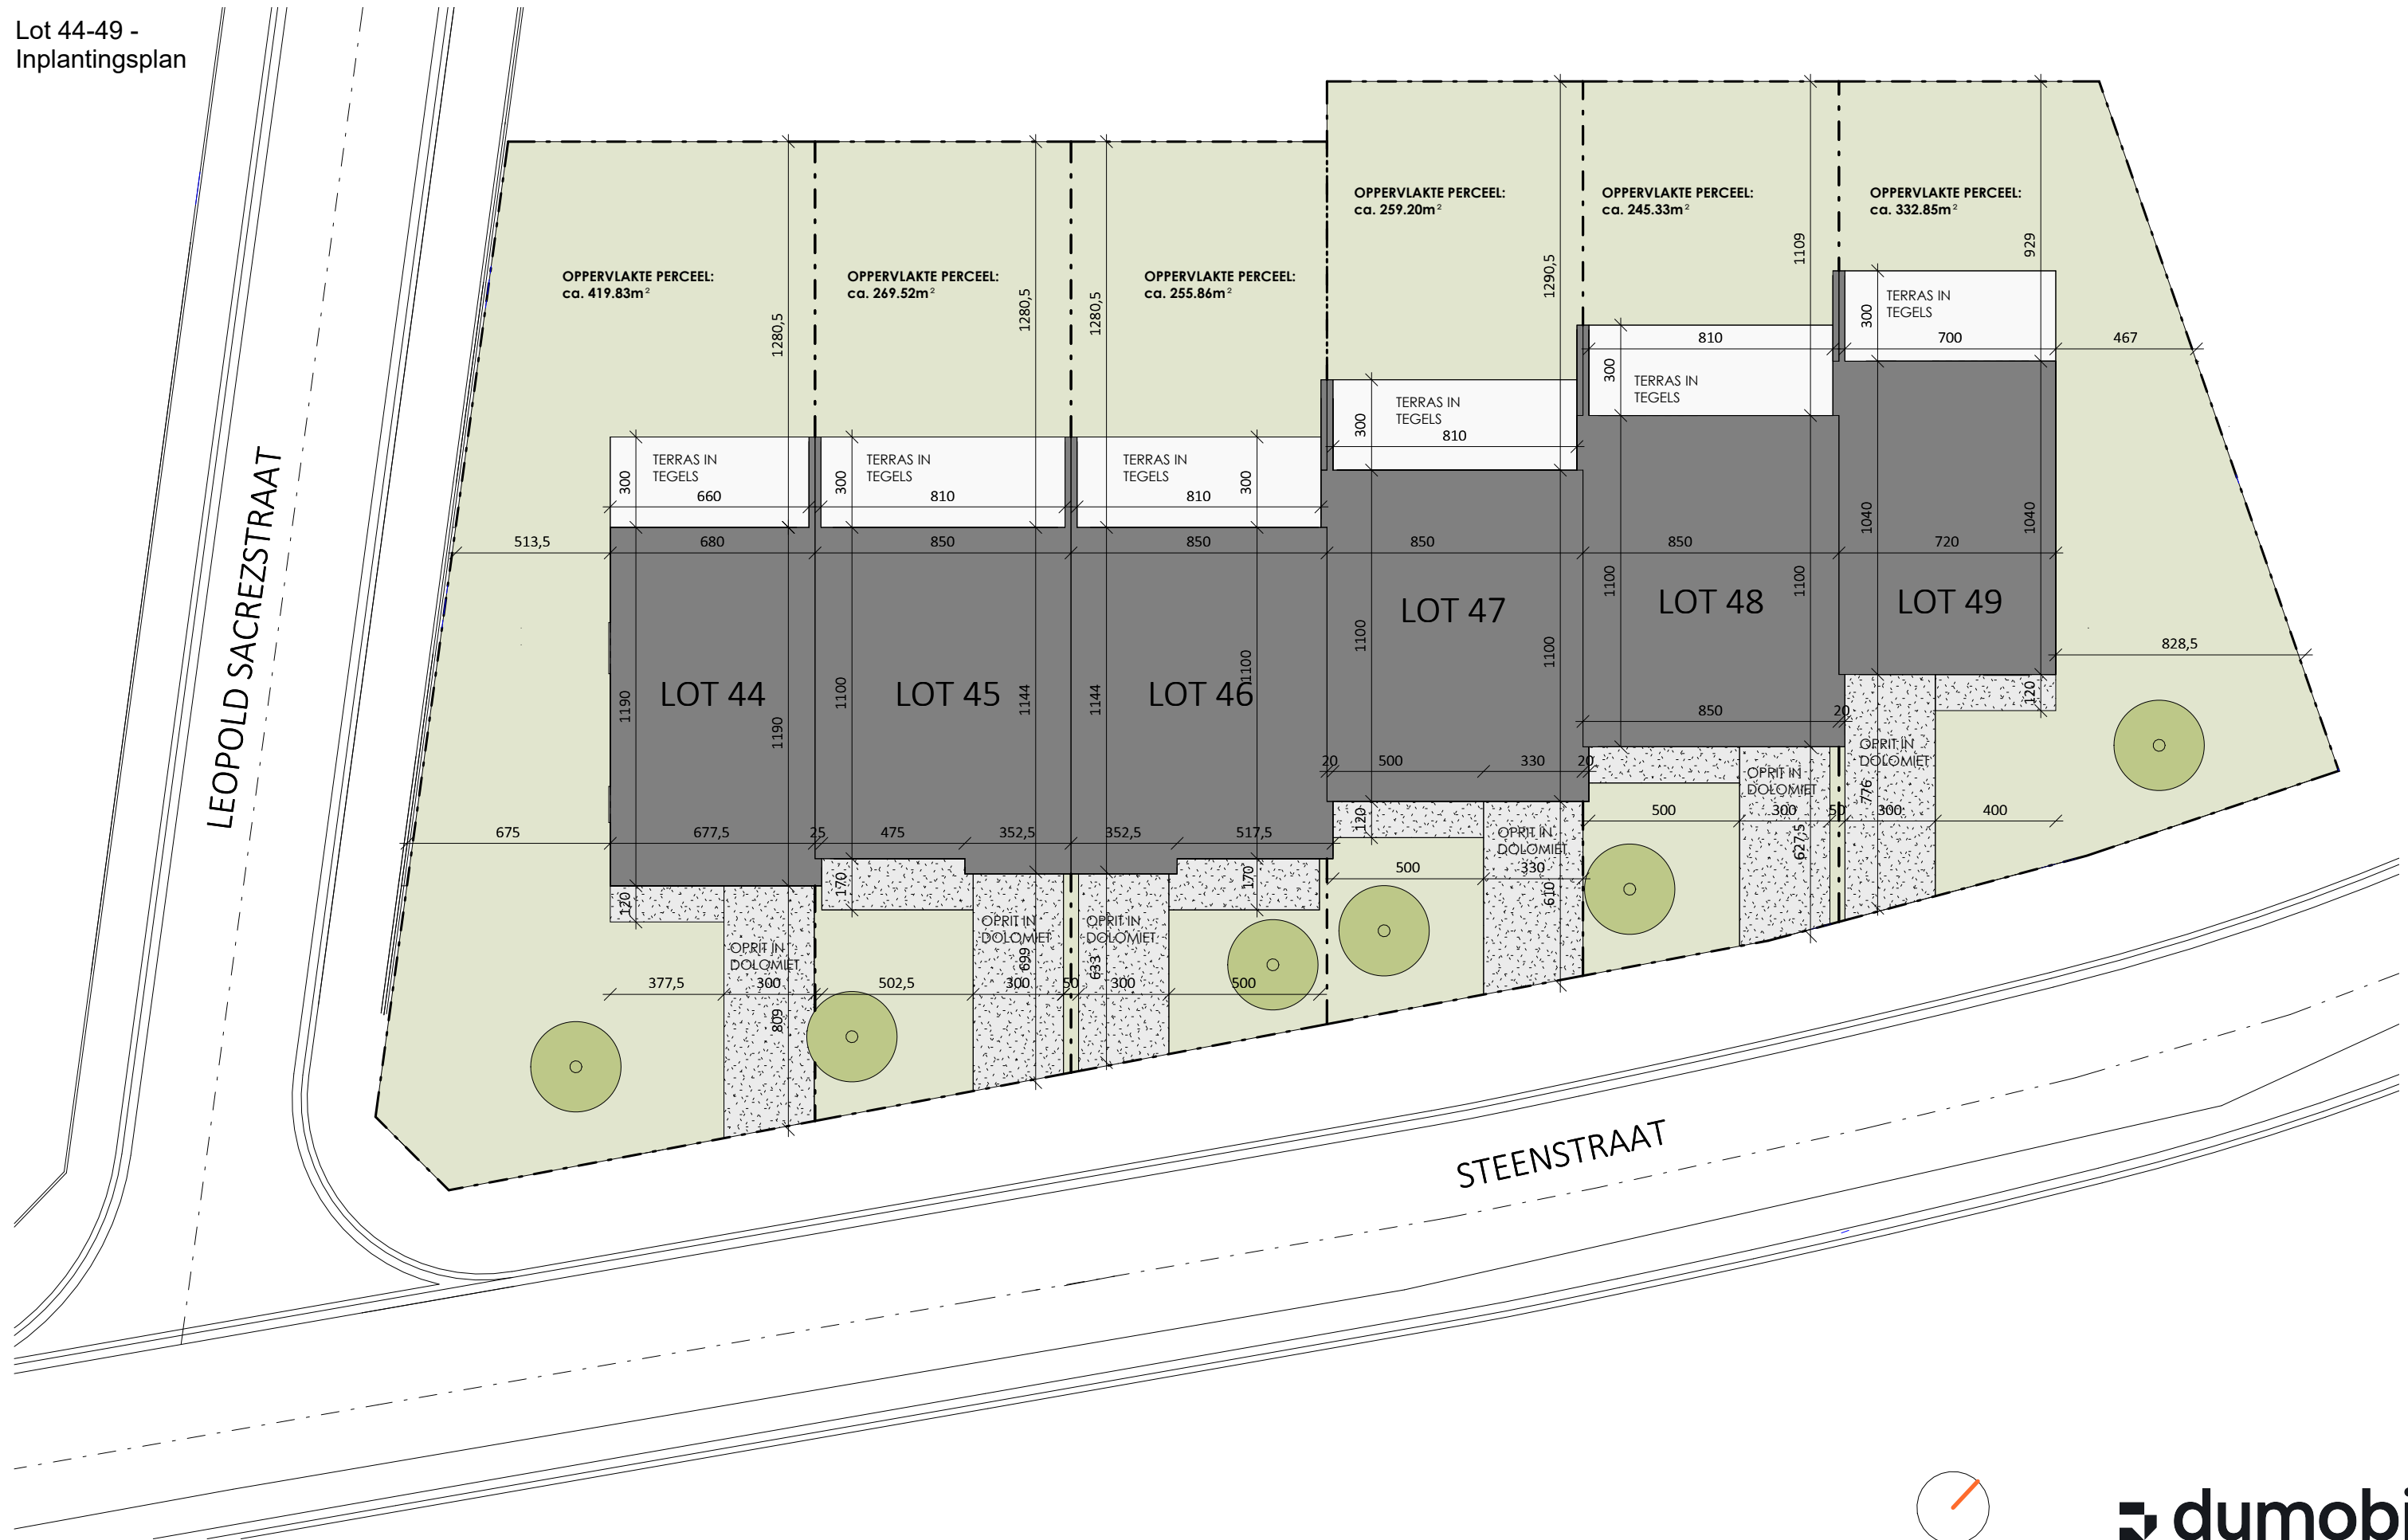 Lot 44-49 -
Inplantingsplan
OPPERVLAKTE PERCEEL:
ca. 259.20m²
OPPERVLAKTE PERCEEL:
ca. 245.33m²
OPPERVLAKTE PERCEEL:
ca. 332.85m²
1290,5
1109
929
OPPERVLAKTE PERCEEL:
ca. 419.83m²
OPPERVLAKTE PERCEEL:
ca. 269.52m²
OPPERVLAKTE PERCEEL:
ca. 255.86m²
1280,5
1280,5
1280,5
TERRAS IN
TEGELS
300
700
467
810
300
TERRAS IN
TEGELS
TERRAS IN
TEGELS
300
810
TERRAS IN
TEGELS
300
660
TERRAS IN
TEGELS
300
810
TERRAS IN
TEGELS
300
810
513,5
680
850
850
850
850
720
1040
1040
1100
1100
1100
1100
LOT 47
LOT 48
LOT 49
LEOPOLD SACREZSTRAAT
LOT 44
LOT 45
LOT 46
1190
1190
1100
1144
1144
1100
828,5
120
850
20
20
500
330
20
OPRIT IN
DOLOMIET
776
OPRIT IN
DOLOMIET
627,5
500
300
50
300
400
675
677,5
25
475
352,5
352,5
517,5
120
OPRIT IN
DOLOMIET
500
330
610
120
170
170
OPRIT IN
DOLOMIET
809
OPRIT IN
DOLOMIET
699
OPRIT IN
DOLOMIET
633
377,5
300
502,5
300
50
300
500
STEENSTRAAT
dumobi